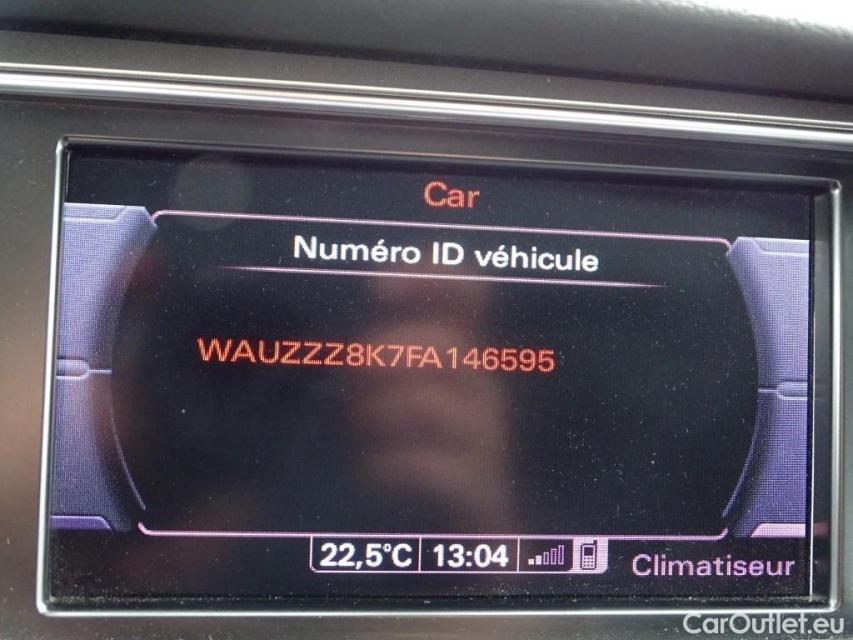 Car
Numéro ID véhicule
WAUZZZ8K7FA146595
22,5°C 13:04
Climatiseur
CarOutlet.eu